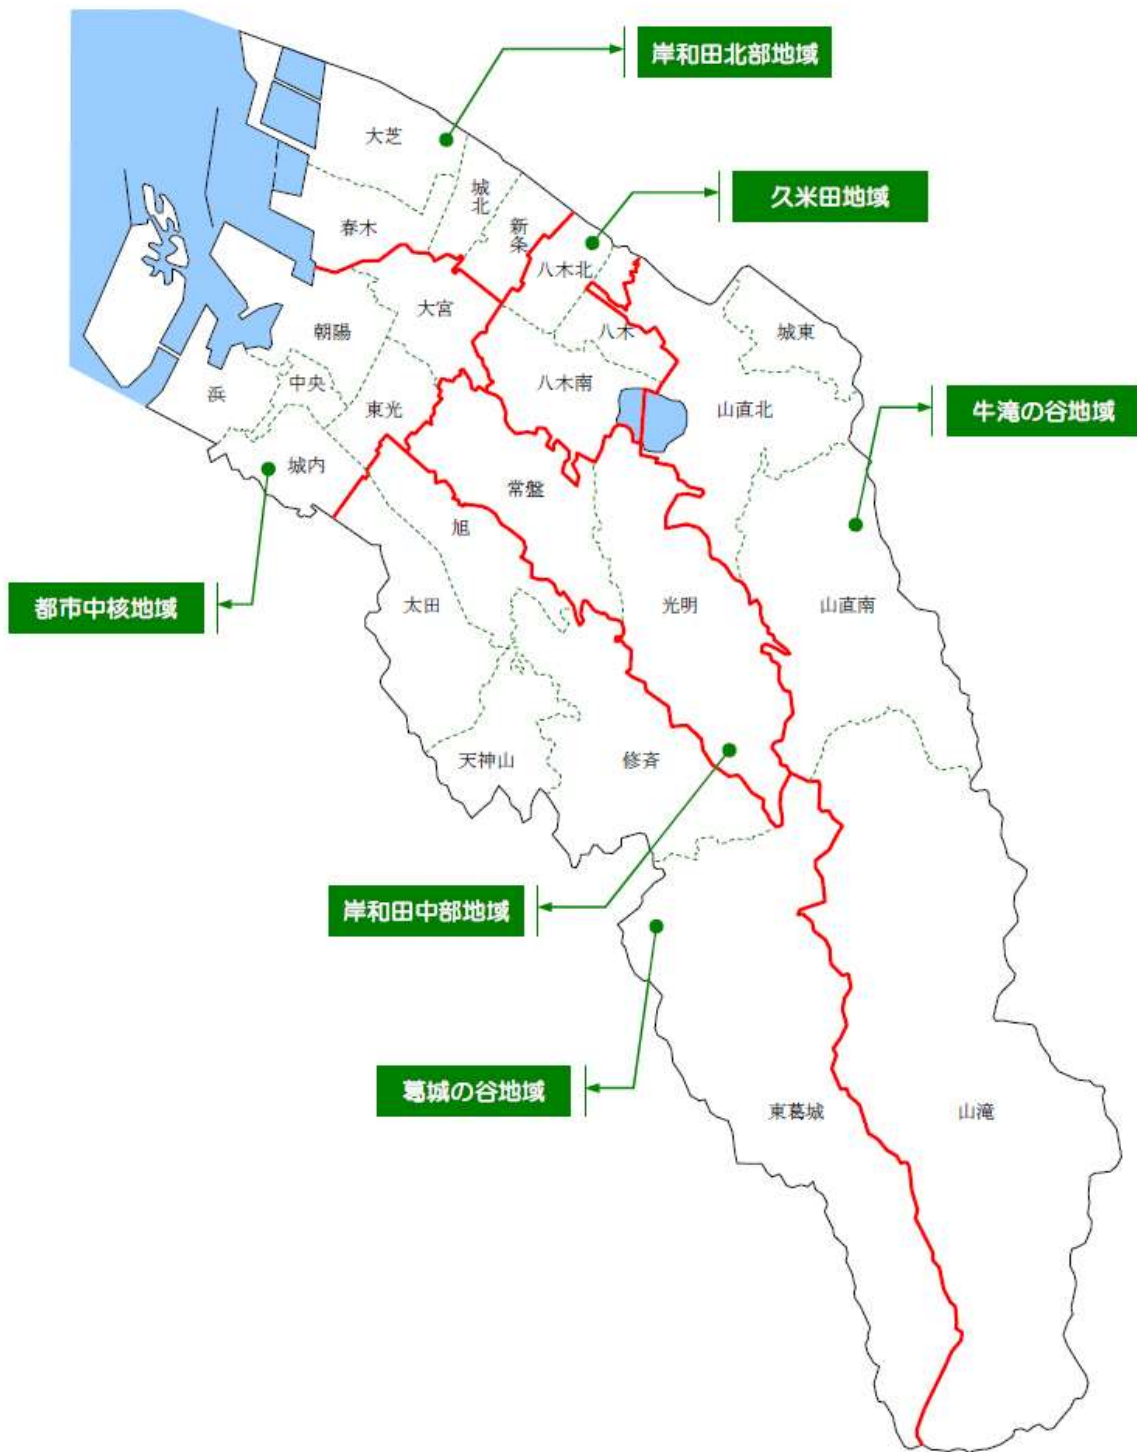 岸和田北部地域
大芝
城北
久米田地域
春木
新条
八木北
大宮
朝陽
八木
城東
中央
八木南
浜
東光
山直北
牛滝の谷地域
城内
常盤
旭
都市中核地域
太田
光明
山直南
天神山
修斉
岸和田中部地域
葛城の谷地域
東葛城
山滝